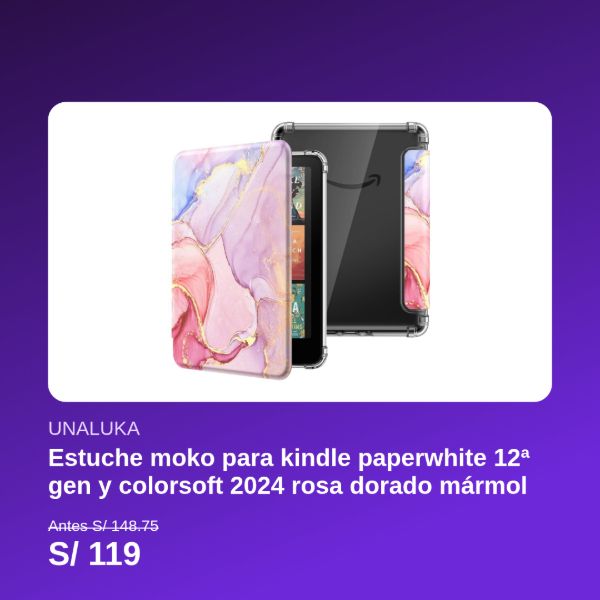 UNALUKA
Estuche moko para kindle paperwhite 12ª
gen y colorsoft 2024 rosa dorado mármol
Antes S/ 148.75
S/ 119